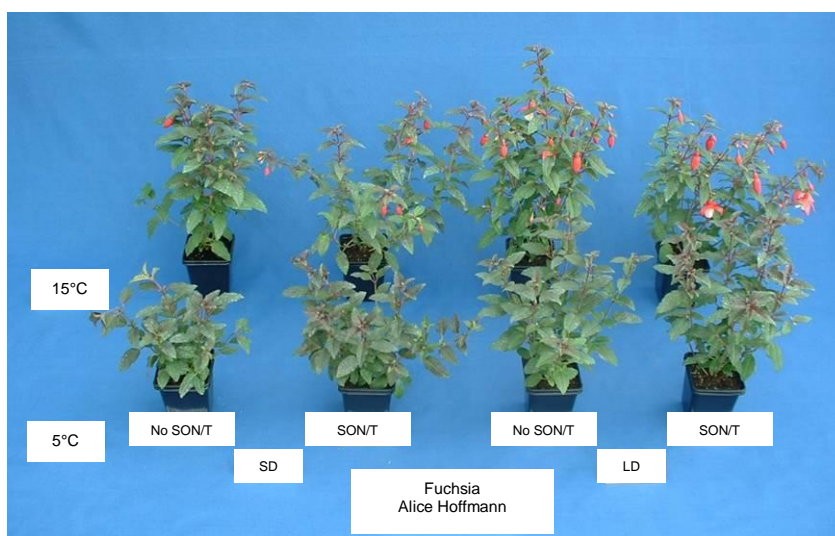 15°C
5°C
No SON/T
SON/T
No SON/T
SON/T
SD
LD
Fuchsia
Alice Hoffmann